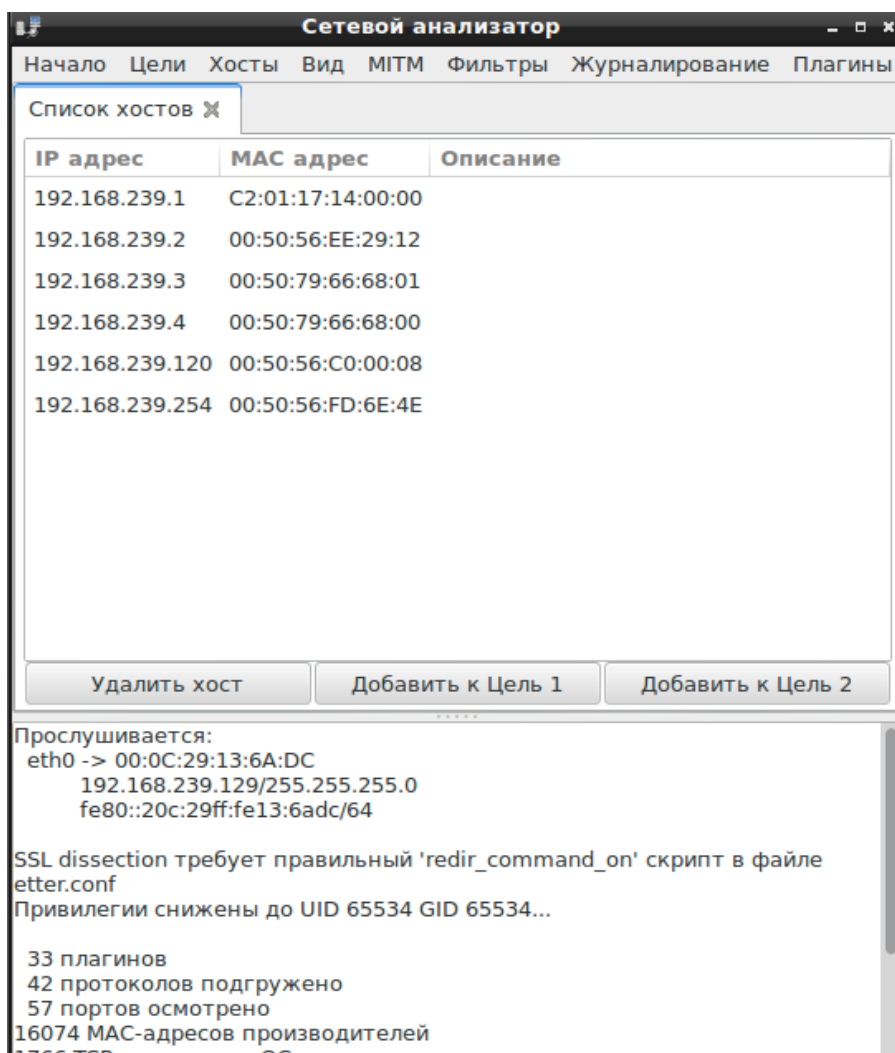 Сетевой анализатор
Начало Цели Хосты Вид MITM Фильтры Журналирование Плагины
Список хостов
IP адрес MAC адрес Описание
192.168.239.1 C2:01:17:14:00:00
192.168.239.2 00:50:56:EE:29:12
192.168.239.3 00:50:79:66:68:01
192.168.239.4 00:50:79:66:68:00
192.168.239.120 00:50:56:C0:00:08
192.168.239.254 00:50:56:FD:6E:4E
Удалить хост Добавить к Цель 1 Добавить к Цель 2
Прослушивается:
eth0 -> 00:0C:29:13:6A:DC
192.168.239.129/255.255.255.0
fe80::20c:29ff:fe13:6adc/64
SSL dissection требует правильный 'redir_command_on' скрипт в файле
etter.conf
Привилегии снижены до UID 65534 GID 65534...
33 плагинов
42 протоколов подгружено
57 портов осмотрено
16074 MAC-адресов производителей